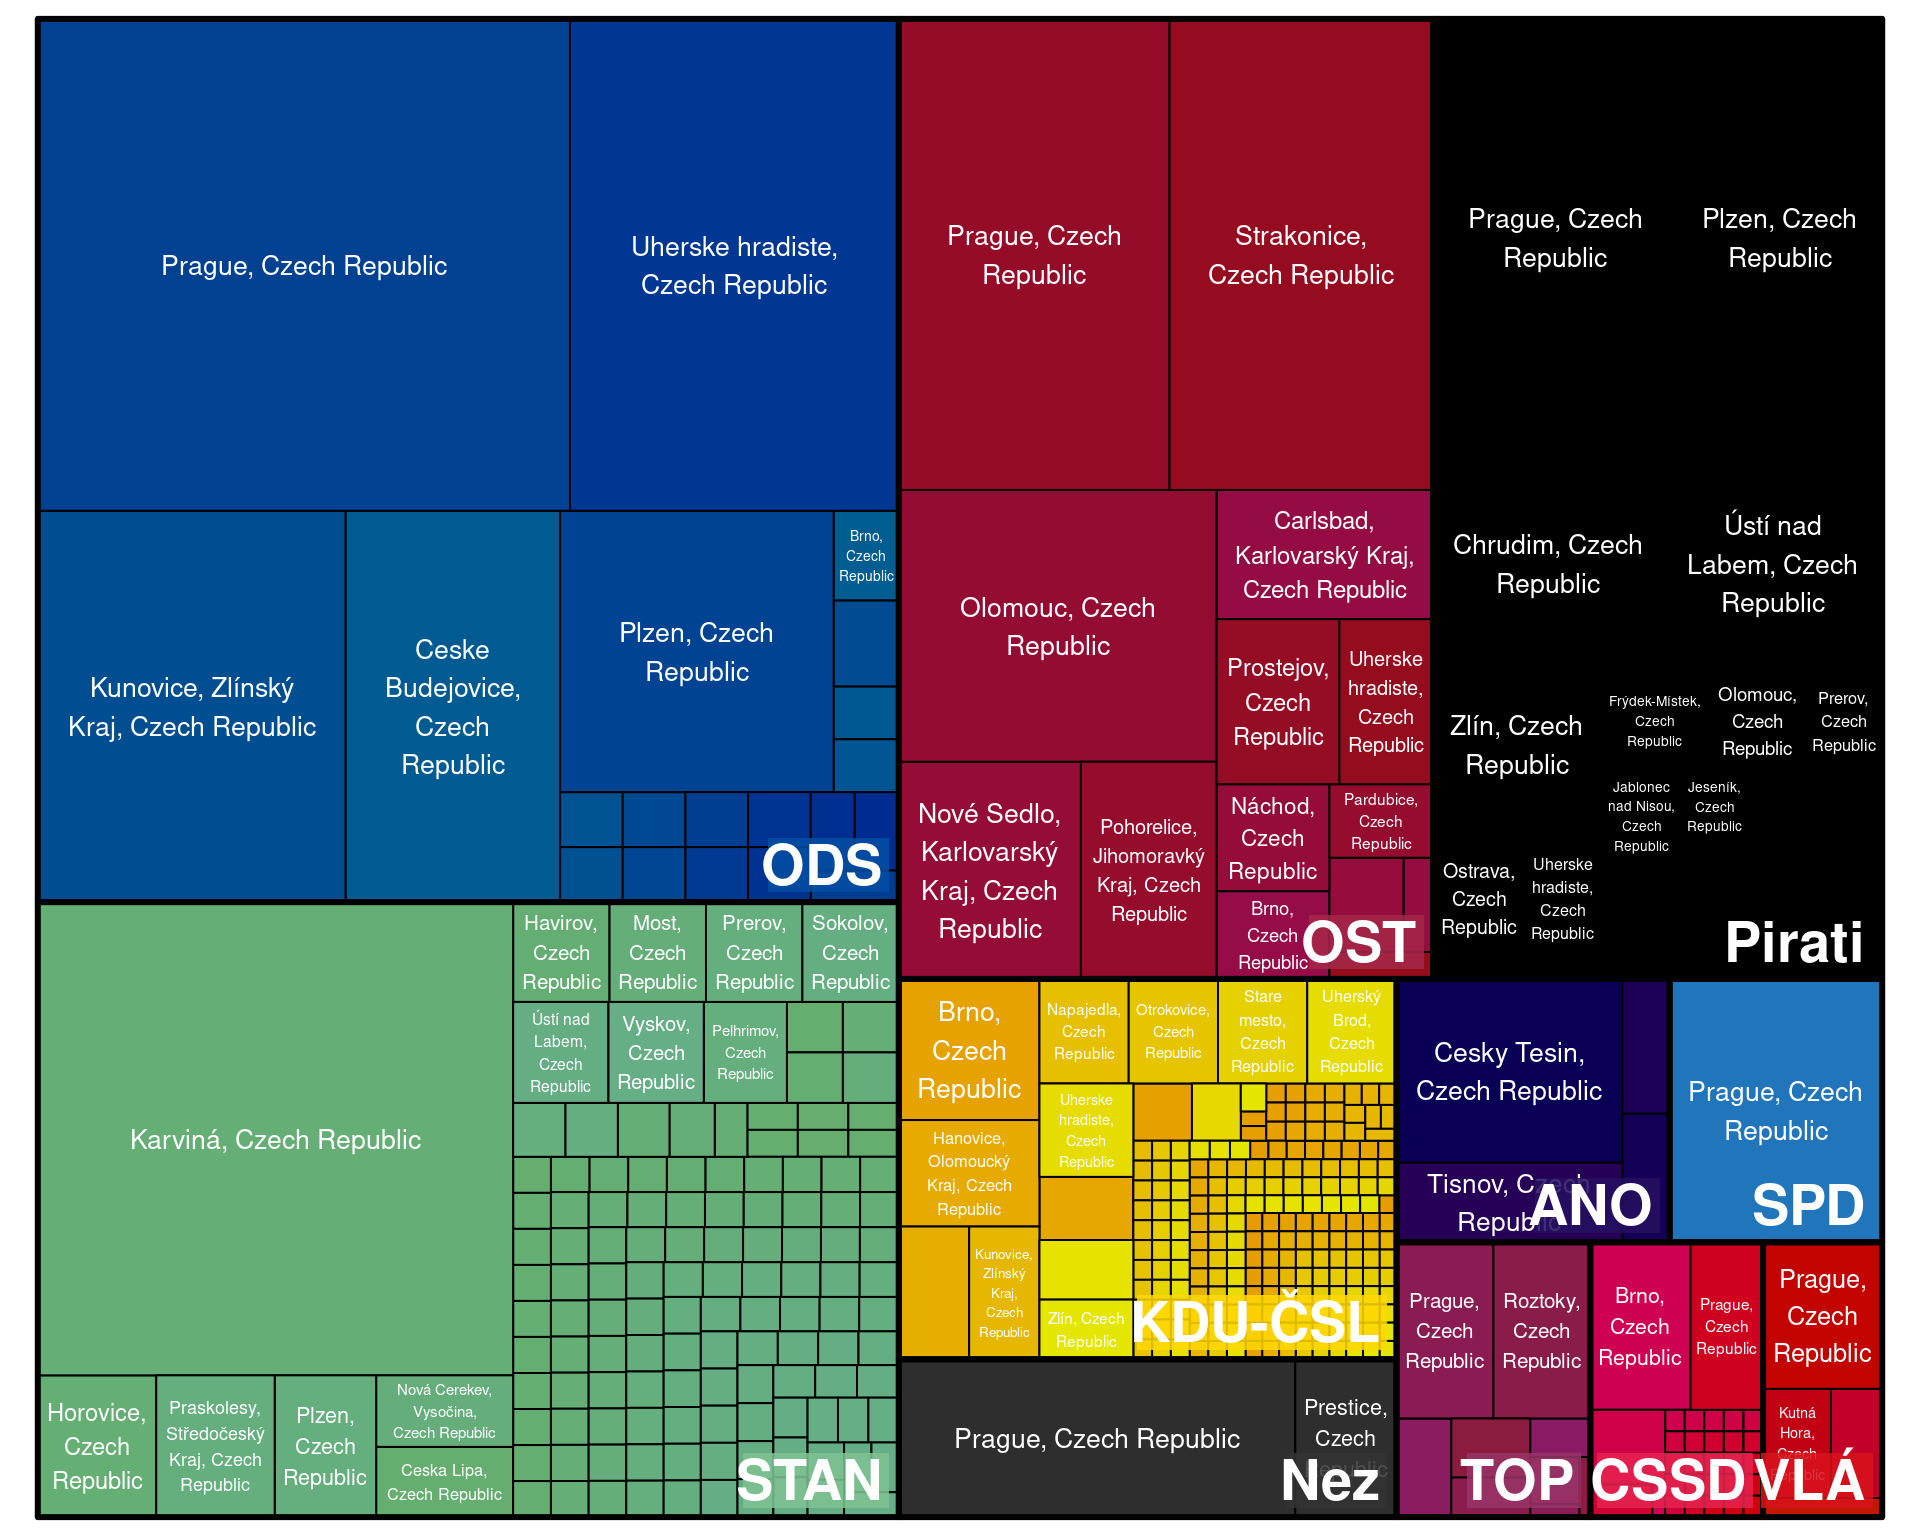 Prague, Czech Republic
Uherske hradiste,
Czech Republic
Kunovice, Zlínský
Kraj, Czech Republic
Ceske
Budejovice,
Czech
Republic
Plzen, Czech
Republic
Brno,
Czech
Republic
ODS
Karviná, Czech Republic
Havirov,
Czech
Republic
Most,
Czech
Republic
Prerov,
Czech
Republic
Sokolov,
Czech
Republic
Ústí nad
Labem,
Czech
Republic
Vyskov,
Czech
Republic
Pelhrimov,
Czech
Republic
Horovice,
Czech
Republic
Praskolesy,
Středočeský
Kraj, Czech
Republic
Plzen,
Czech
Republic
Nová Cerekev,
Vysočina,
Czech Republic
Ceska Lipa,
Czech Republic
STAN
Prague, Czech
Republic
Strakonice,
Czech Republic
Olomouc, Czech
Republic
Carlsbad,
Karlovarský Kraj,
Czech Republic
Prostejov,
Czech
Republic
Uherske
hradiste,
Czech
Republic
Nové Sedlo,
Karlovarský
Kraj, Czech
Republic
Pohorelice,
Jihomoravký
Kraj, Czech
Republic
Náchod,
Czech
Republic
Pardubice,
Czech
Republic
Brno,
Czech
Republic
OST
Prague, Czech
Republic
Plzen, Czech
Republic
Chrudim, Czech
Republic
Ústí nad
Labem, Czech
Republic
Zlín, Czech
Republic
Frýdek-Místek,
Czech
Republic
Olomouc,
Czech
Republic
Prerov,
Czech
Republic
Jablonec
nad Nisou,
Czech
Republic
Jeseník,
Czech
Republic
Ostrava,
Czech
Republic
Uherske
hradiste,
Czech
Republic
Pirati
Brno,
Czech
Republic
Napajedla,
Czech
Republic
Otrokovice,
Czech
Republic
Stare
mesto,
Czech
Republic
Uherský
Brod,
Czech
Republic
Uherske
hradiste,
Czech
Republic
Hanovice,
Olomoucký
Kraj, Czech
Republic
Kunovice,
Zlínský
Kraj,
Czech
Republic
Zlín, Czech
Republic
KDU-ČSL
Prague, Czech Republic
Prestice,
Czech
Republic
Nez
Cesky Tesin,
Czech Republic
Tisnov, Czech
Republic
ANO
Prague, Czech
Republic
SPD
Prague,
Czech
Republic
Roztoky,
Czech
Republic
TOP
Brno,
Czech
Republic
Prague,
Czech
Republic
CSSD
Prague,
Czech
Republic
Kutná
Hora,
Czech
Republic
VLÁ